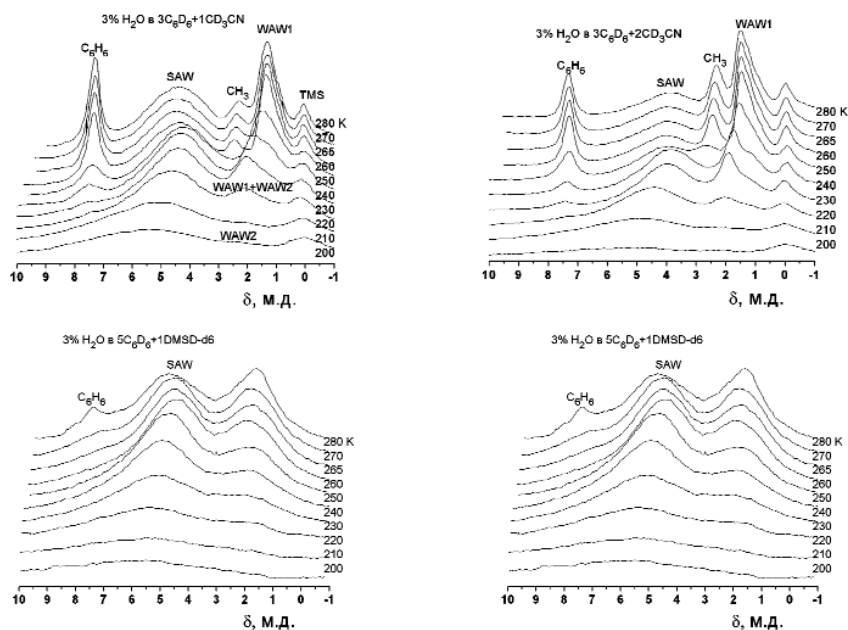 3% H₂O в 3C₆D₆+1CD₃CN
C₆H₆
SAW
CH₃
WAW1
TMS
280 K
270
265
260
250
240
230
220
210
200
WAW1+WAW2
WAW2
10 9 8 7 6 5 4 3 2 1 0 -1
δ, м.д.
3% H₂O в 3C₆D₆+2CD₃CN
C₆H₆
SAW
CH₃
WAW1
280 K
270
265
260
250
240
230
220
210
200
10 9 8 7 6 5 4 3 2 1 0 -1
δ, м.д.
3% H₂O в 5C₆D₆+1DMSD-d6
C₆H₆
SAW
280 K
270
265
260
250
240
230
220
210
200
10 9 8 7 6 5 4 3 2 1 0 -1
δ, м.д.
3% H₂O в 5C₆D₆+1DMSD-d6
C₆H₆
SAW
280 K
270
265
260
250
240
230
220
210
200
10 9 8 7 6 5 4 3 2 1 0 -1
δ, м.д.